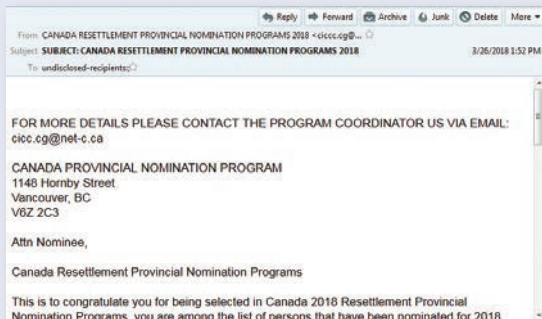 Reply Forward Archive Junk Delete More
From CANADA RESETTLEMENT PROVINCIAL NOMINATION PROGRAMS 2018 <ciccc.cg@...
Subject SUBJECT: CANADA RESETTLEMENT PROVINCIAL NOMINATION PROGRAMS 2018 3/26/2018 1:52 PM
To undisclosed-recipients:;
FOR MORE DETAILS PLEASE CONTACT THE PROGRAM COORDINATOR US VIA EMAIL:
cicc.cg@net-c.ca
CANADA PROVINCIAL NOMINATION PROGRAM
1148 Hornby Street
Vancouver, BC
V6Z 2C3
Attn Nominee,
Canada Resettlement Provincial Nomination Programs
This is to congratulate you for being selected in Canada 2018 Resettlement Provincial
Nomination Programs, you are among the list of persons that have been nominated for 2018